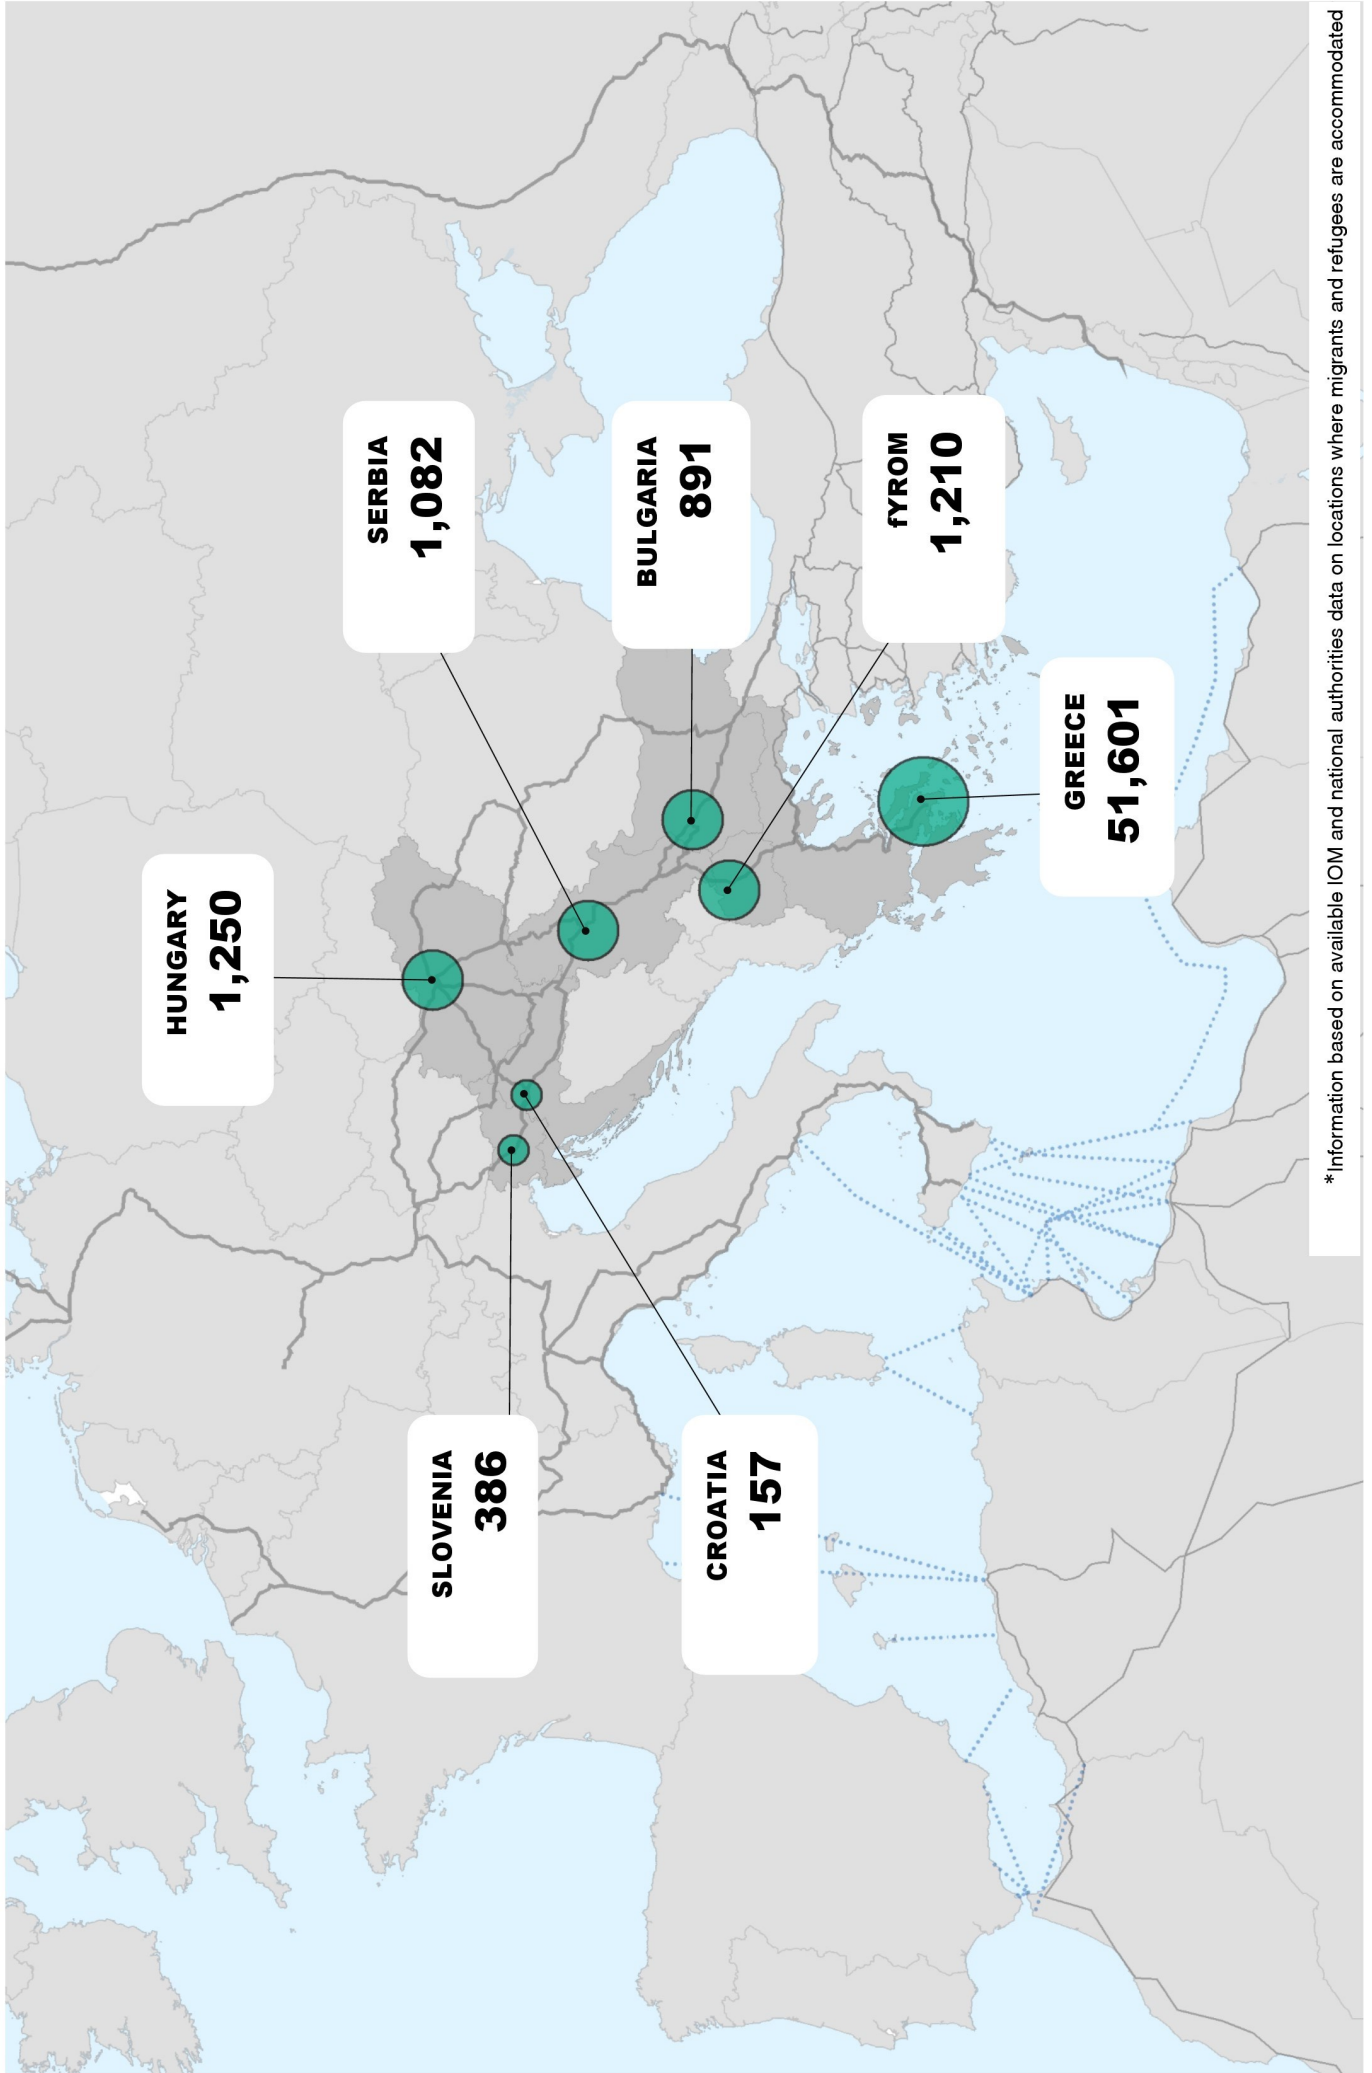 HUNGARY
1,250
SERBIA
1,082
SLOVENIA
386
BULGARIA
891
CROATIA
157
fYROM
1,210
GREECE
51,601
*Information based on available IOM and national authorities data on locations where migrants and refugees are accommodated